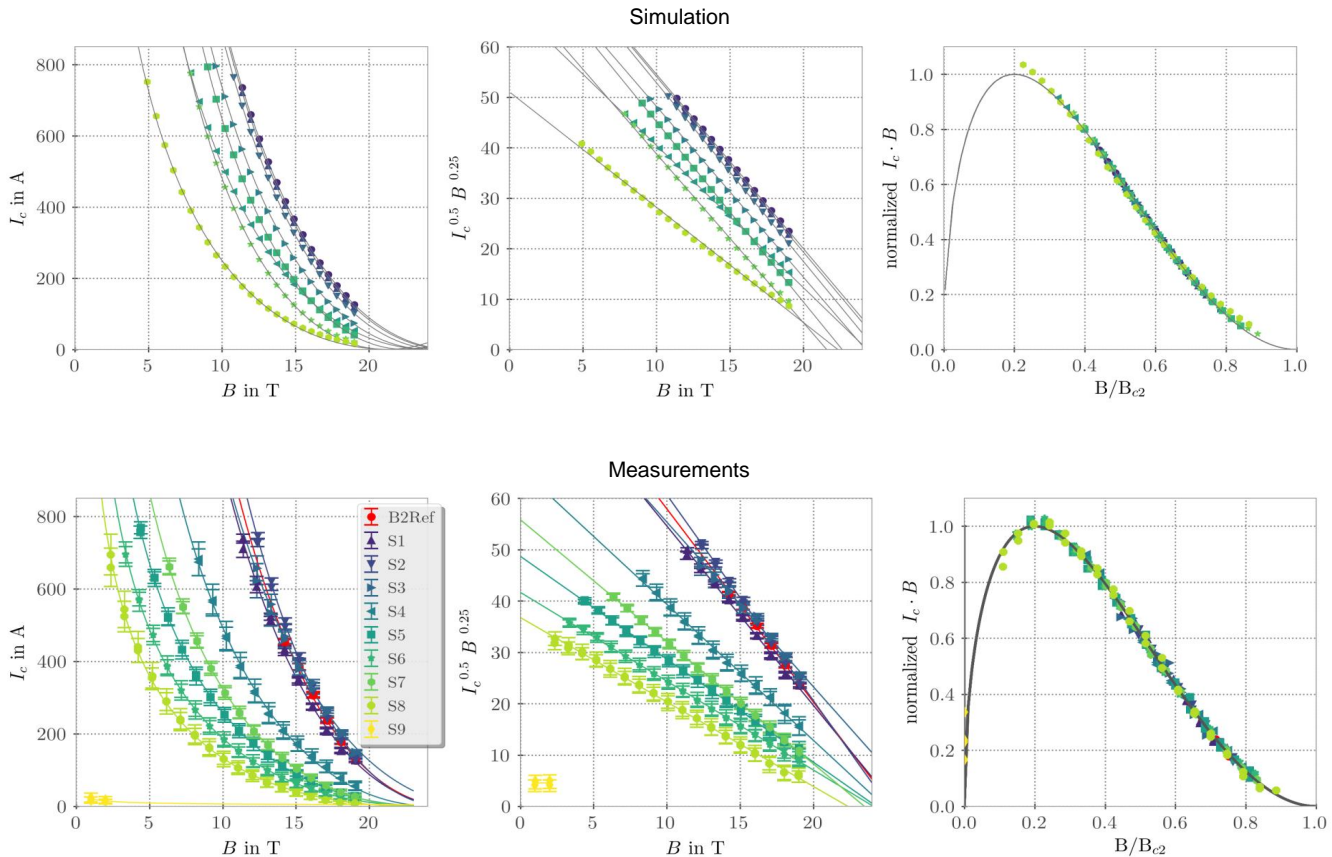 Simulation
800
600
400
200
0
0 5 10 15 20
I_c in A
B in T
60
50
40
30
20
10
0
0 5 10 15 20
I_c^0.5 B^0.25
B in T
1.0
0.8
0.6
0.4
0.2
0.0
0.0 0.2 0.4 0.6 0.8 1.0
normalized I_c · B
B/B_c2
Measurements
800
600
400
200
0
0 5 10 15 20
I_c in A
B in T
B2Ref
S1
S2
S3
S4
S5
S6
S7
S8
S9
60
50
40
30
20
10
0
0 5 10 15 20
I_c^0.5 B^0.25
B in T
1.0
0.8
0.6
0.4
0.2
0.0
0.0 0.2 0.4 0.6 0.8 1.0
normalized I_c · B
B/B_c2